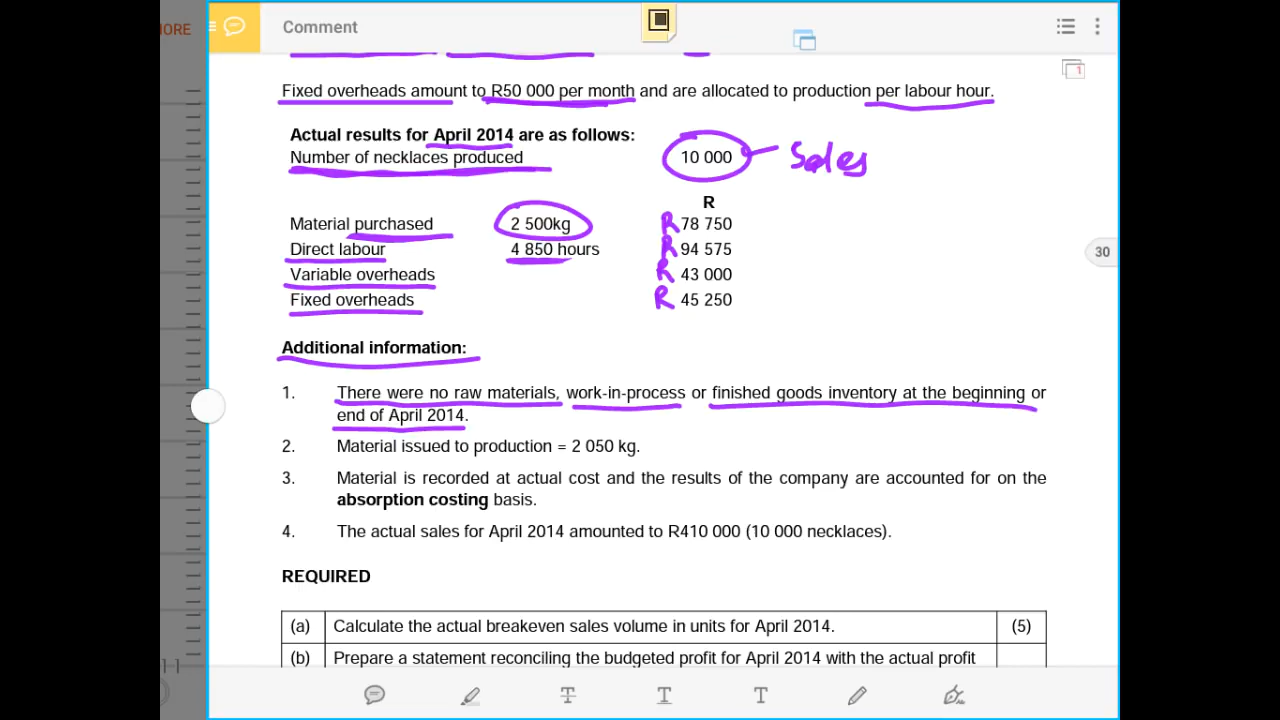 MORE
Comment
1
Fixed overheads amount to R50 000 per month and are allocated to production per labour hour.
Actual results for April 2014 are as follows:
Number of necklaces produced 10 000 Sales
R
Material purchased 2 500kg R 78 750
Direct labour 4 850 hours R 94 575
Variable overheads R 43 000
Fixed overheads R 45 250
30
Additional information:
1. There were no raw materials, work-in-process or finished goods inventory at the beginning or
end of April 2014.
2. Material issued to production = 2 050 kg.
3. Material is recorded at actual cost and the results of the company are accounted for on the
absorption costing basis.
4. The actual sales for April 2014 amounted to R410 000 (10 000 necklaces).
REQUIRED
(a) Calculate the actual breakeven sales volume in units for April 2014. (5)
(b) Prepare a statement reconciling the budgeted profit for April 2014 with the actual profit